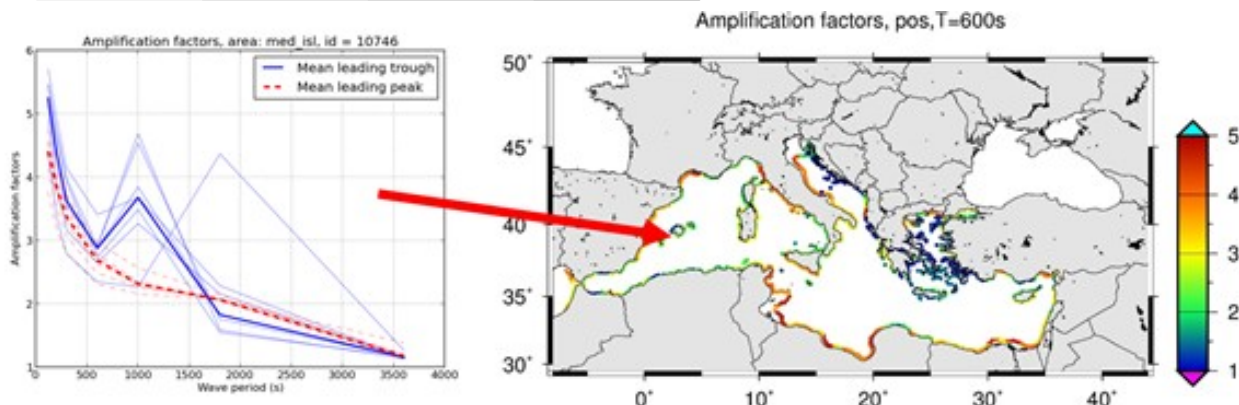 Amplification factors, area: med_isl, id = 10746
Mean leading trough
Mean leading peak
Amplification factors
6
5
4
3
2
1
0 500 1000 1500 2000 2500 3000 3500 4000
Wave period (s)
Amplification factors, pos,T=600s
50˚
45˚
40˚
35˚
30˚
0˚ 10˚ 20˚ 30˚ 40˚
5
4
3
2
1